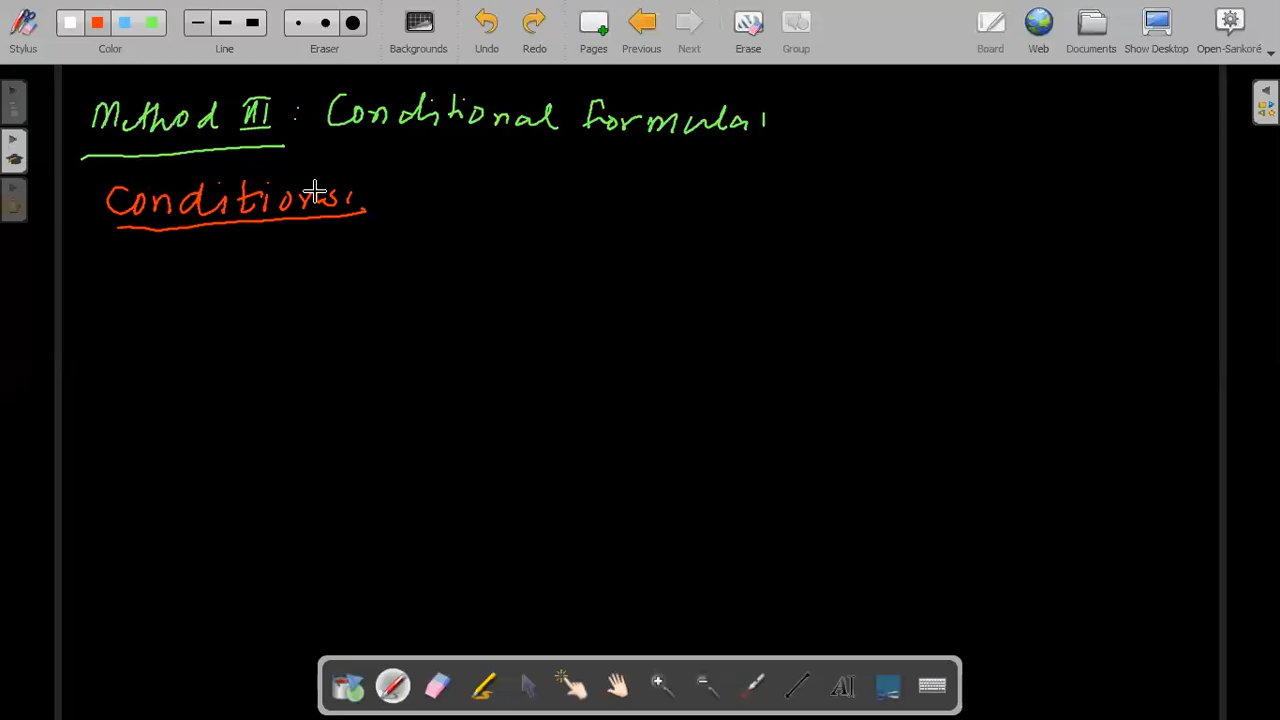 Stylus Color Line Eraser Backgrounds Undo Redo Pages Previous Next Erase Group Board Web Documents Show Desktop Open-Sankoré
Method III : Conditional formula
Conditions
AI